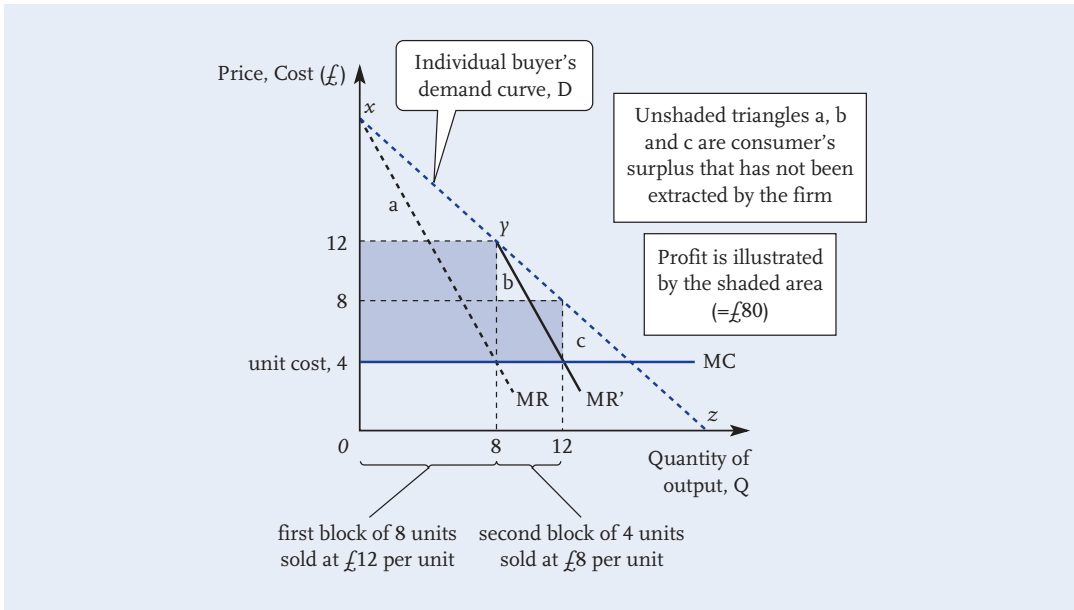 Price, Cost (£)
Individual buyer's
demand curve, D
x
Unshaded triangles a, b
and c are consumer's
surplus that has not been
extracted by the firm
a
y
12
Profit is illustrated
by the shaded area
(=£80)
b
8
c
unit cost, 4
MC
MR
MR'
z
0
8
12
Quantity of
output, Q
first block of 8 units
sold at £12 per unit
second block of 4 units
sold at £8 per unit